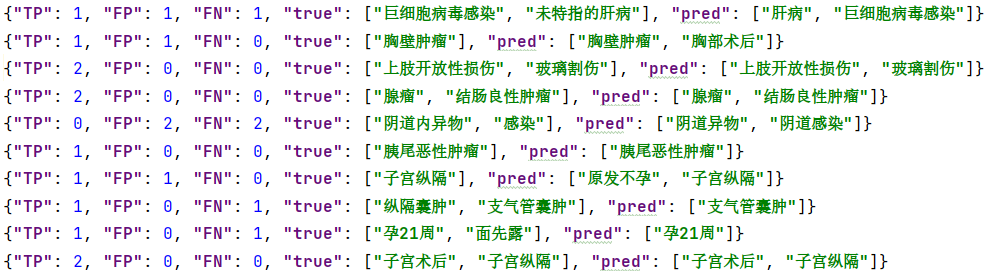 {"TP": 1, "FP": 1, "FN": 1, "true": ["巨细胞病毒感染", "未特指的肝病"], "pred": ["肝病", "巨细胞病毒感染"]}
{"TP": 1, "FP": 1, "FN": 0, "true": ["胸壁肿瘤"], "pred": ["胸壁肿瘤", "胸部术后"]}
{"TP": 2, "FP": 0, "FN": 0, "true": ["上肢开放性损伤", "玻璃割伤"], "pred": ["上肢开放性损伤", "玻璃割伤"]}
{"TP": 2, "FP": 0, "FN": 0, "true": ["腺瘤", "结肠良性肿瘤"], "pred": ["腺瘤", "结肠良性肿瘤"]}
{"TP": 0, "FP": 2, "FN": 2, "true": ["阴道内异物", "感染"], "pred": ["阴道异物", "阴道感染"]}
{"TP": 1, "FP": 0, "FN": 0, "true": ["胰尾恶性肿瘤"], "pred": ["胰尾恶性肿瘤"]}
{"TP": 1, "FP": 1, "FN": 0, "true": ["子宫纵隔"], "pred": ["原发不孕", "子宫纵隔"]}
{"TP": 1, "FP": 0, "FN": 1, "true": ["纵隔囊肿", "支气管囊肿"], "pred": ["支气管囊肿"]}
{"TP": 1, "FP": 0, "FN": 1, "true": ["孕21周", "面先露"], "pred": ["孕21周"]}
{"TP": 2, "FP": 0, "FN": 0, "true": ["子宫术后", "子宫纵隔"], "pred": ["子宫术后", "子宫纵隔"]}